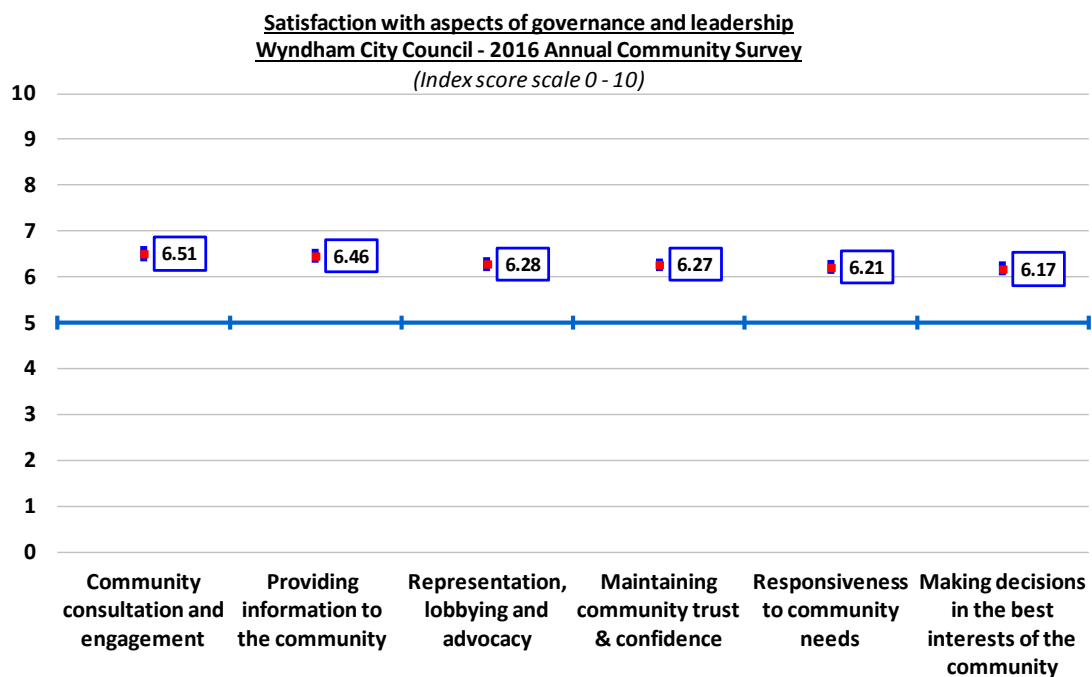 Satisfaction with aspects of governance and leadership
Wyndham City Council - 2016 Annual Community Survey
(Index score scale 0 - 10)
10
9
8
7
6
5
4
3
2
1
0
6.51
6.46
6.28
6.27
6.21
6.17
Community
consultation and
engagement
Providing
information to
the community
Representation,
lobbying and
advocacy
Maintaining
community trust
& confidence
Responsiveness
to community
needs
Making decisions
in the best
interests of the
community